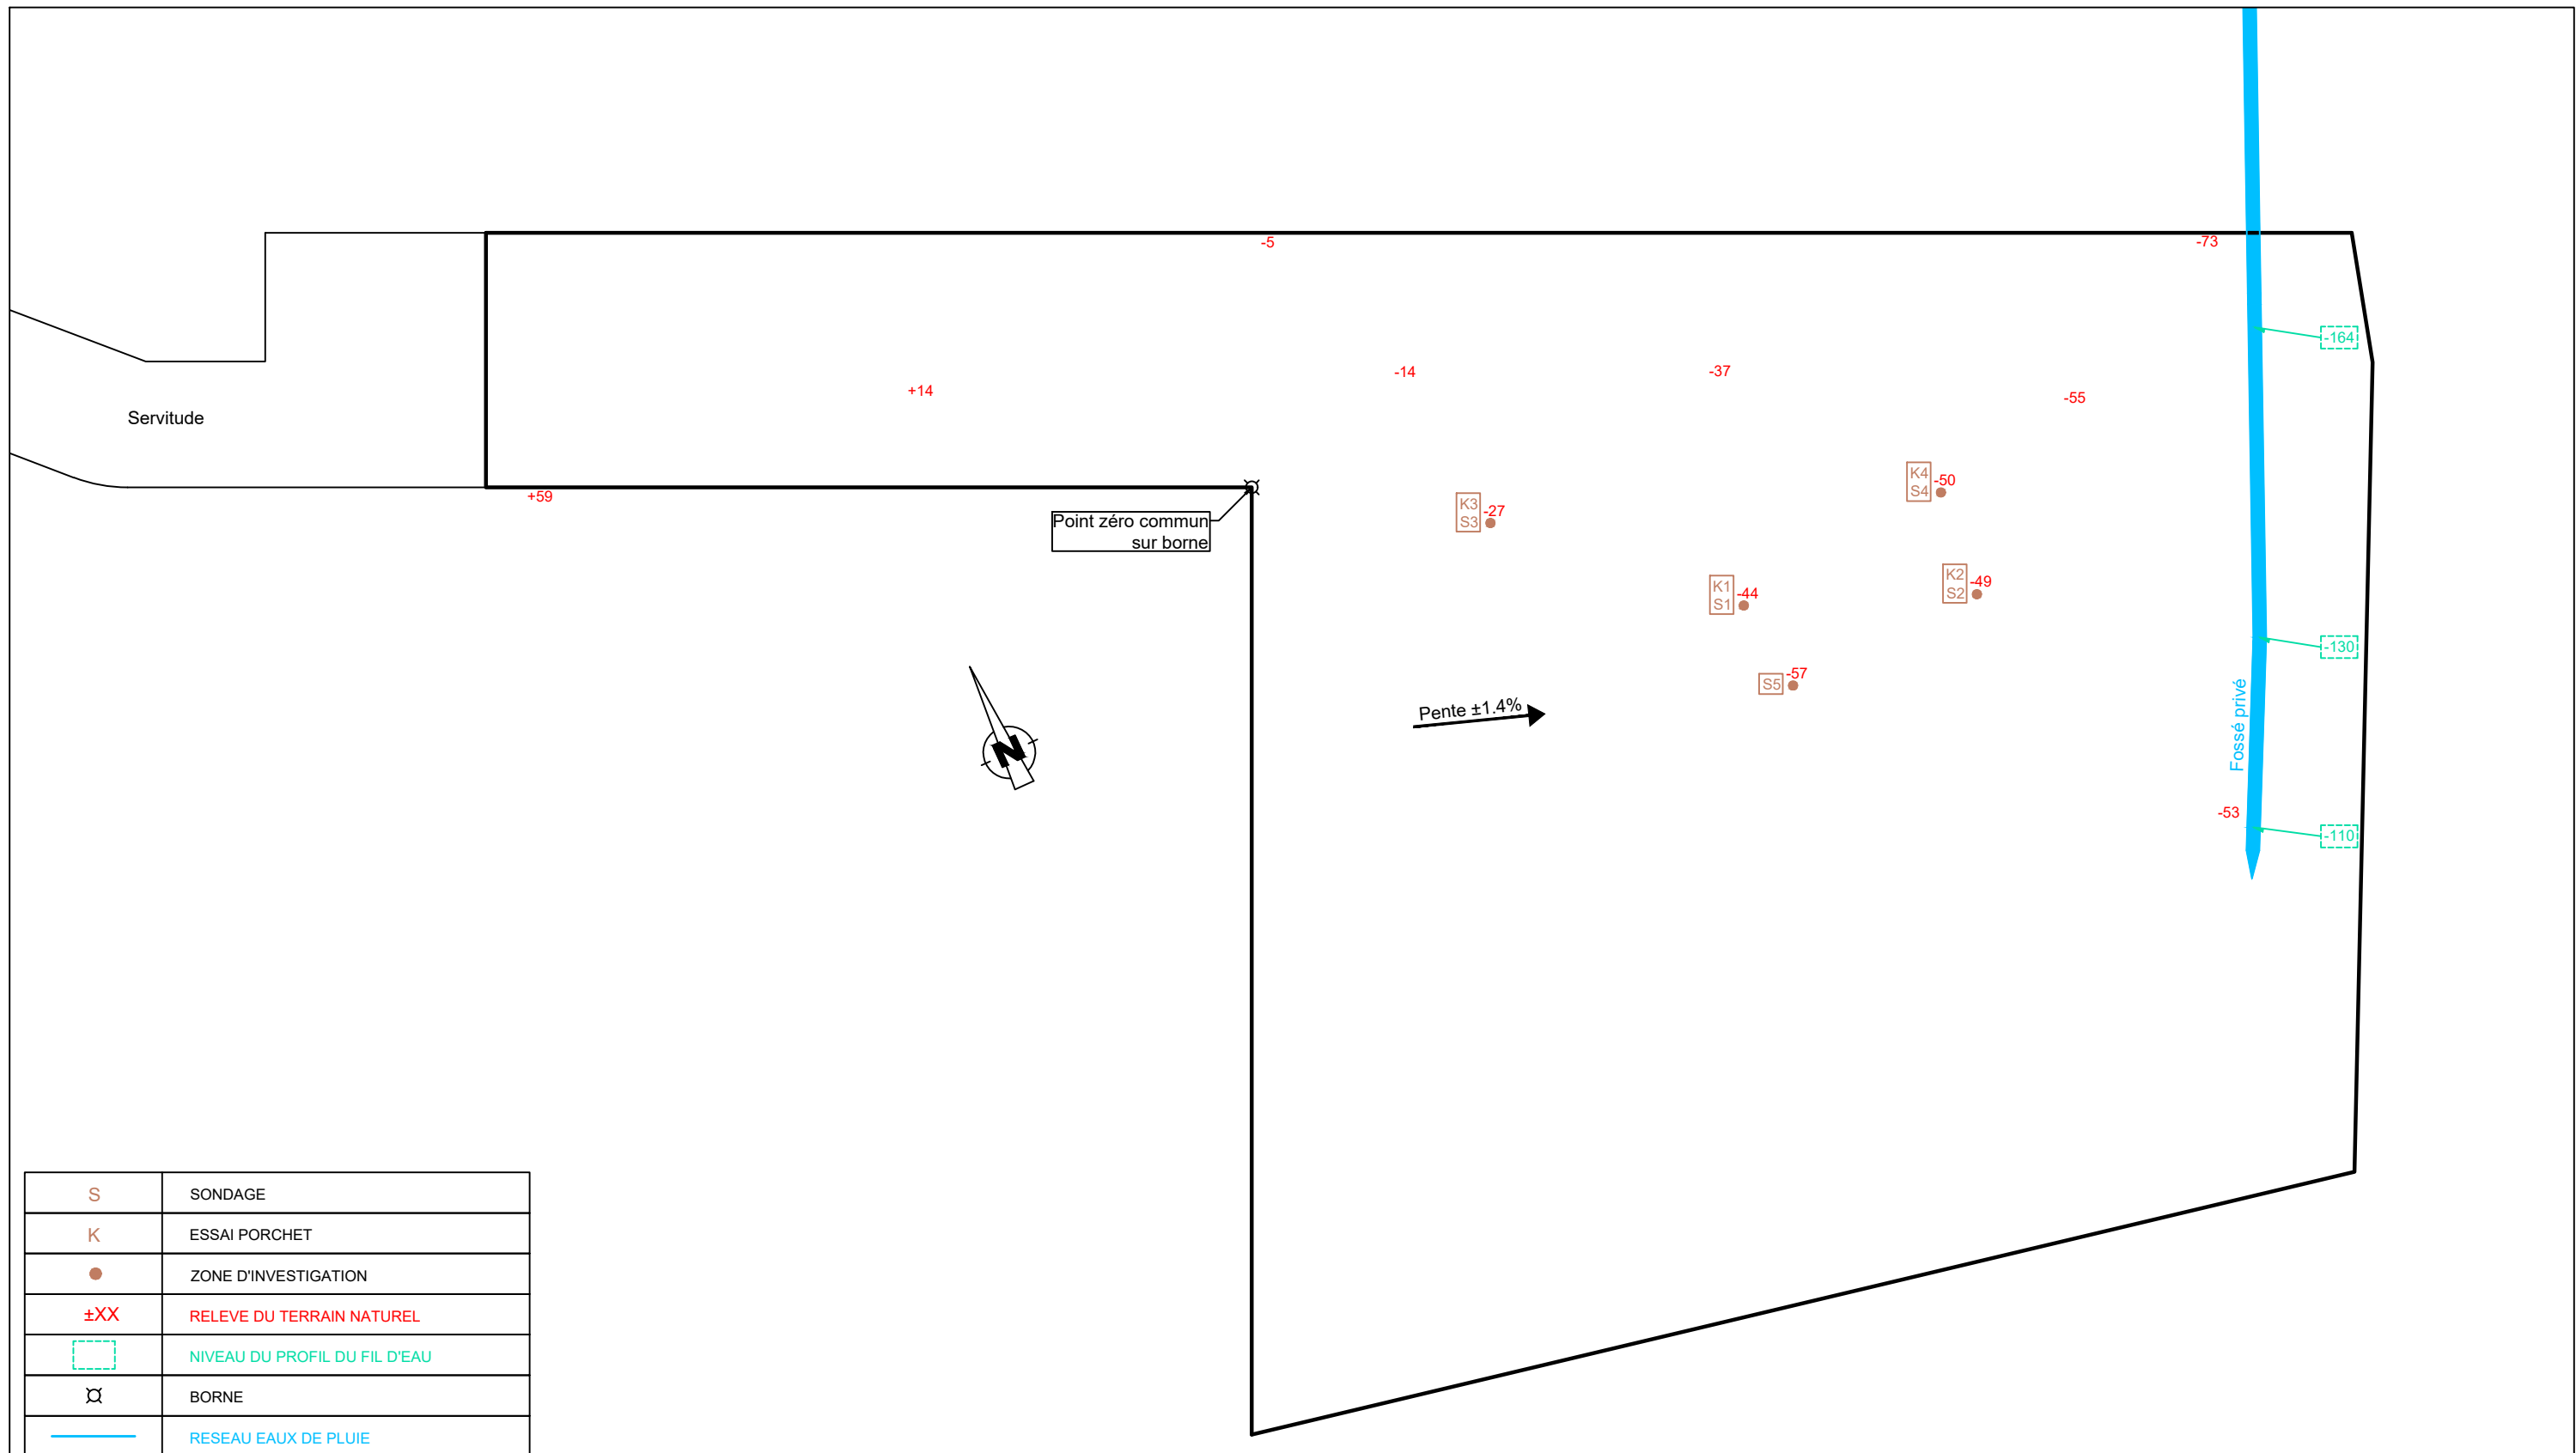 -5
-73
-164
+14
-14
-37
-55
Servitude
+59
Point zéro commun
sur borne
K3
S3
-27
K4
S4
-50
K1
S1
-44
K2
S2
-49
-130
S5
-57
Pente ±1.4%
N
Fossé privé
-53
-110
S SONDAGE
K ESSAI PORCHET
ZONE D'INVESTIGATION
±XX RELEVE DU TERRAIN NATUREL
NIVEAU DU PROFIL DU FIL D'EAU
BORNE
RESEAU EAUX DE PLUIE